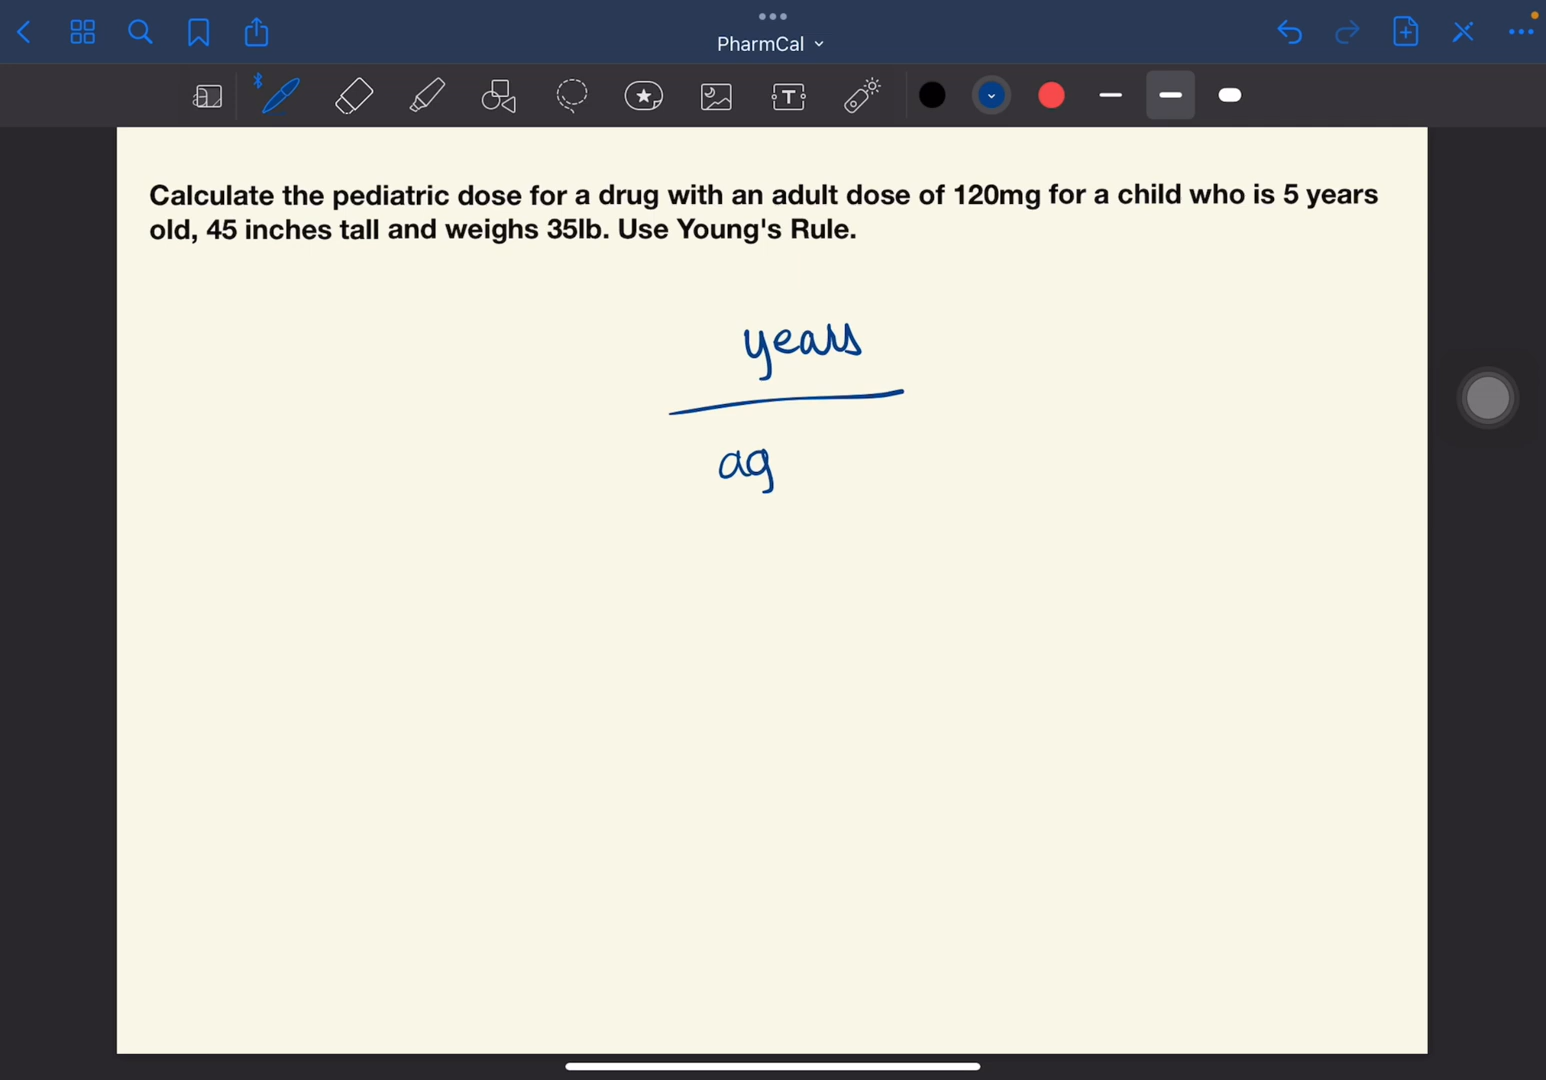 PharmCal
Calculate the pediatric dose for a drug with an adult dose of 120mg for a child who is 5 years
old, 45 inches tall and weighs 35lb. Use Young's Rule.
years
ag